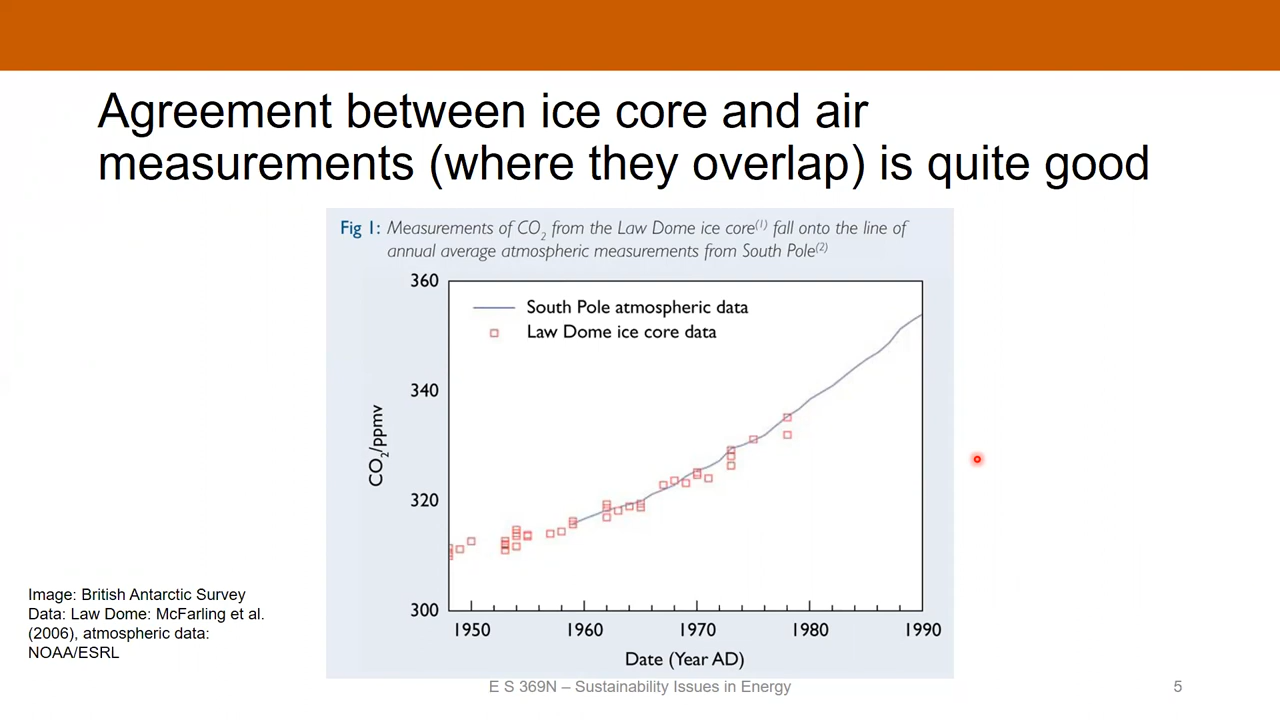 Agreement between ice core and air
measurements (where they overlap) is quite good
Fig 1: Measurements of CO2 from the Law Dome ice core(1) fall onto the line of
annual average atmospheric measurements from South Pole(2)
360
340
320
300
CO2/ppmv
South Pole atmospheric data
Law Dome ice core data
1950 1960 1970 1980 1990
Date (Year AD)
Image: British Antarctic Survey
Data: Law Dome: McFarling et al.
(2006), atmospheric data:
NOAA/ESRL
E S 369N – Sustainability Issues in Energy
5